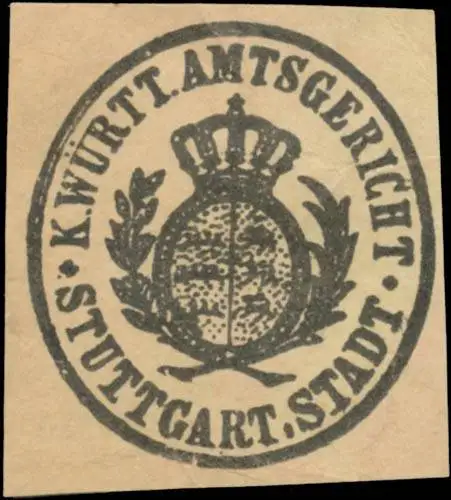 K. WÜRTT. AMTSGERICHT
STUTTGART. STADT